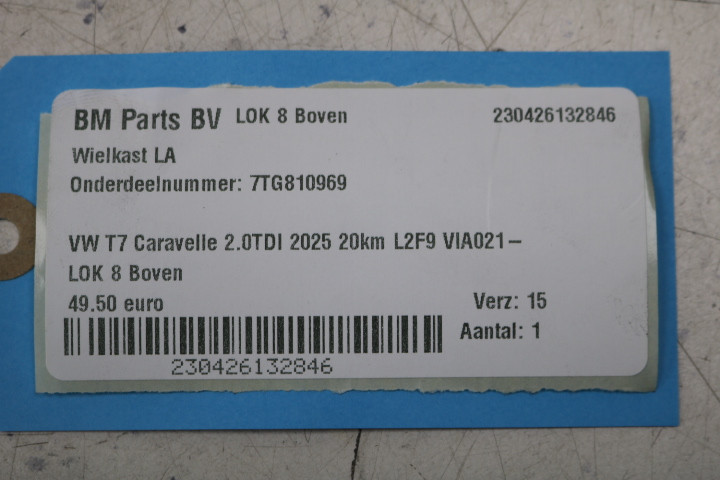 BM Parts BV LOK 8 Boven 230426132846
Wielkast LA
Onderdeelnummer: 7TG810969
VW T7 Caravelle 2.0TDI 2025 20km L2F9 VIA021-
LOK 8 Boven
49.50 euro Verz: 15
Aantal: 1
230426132846